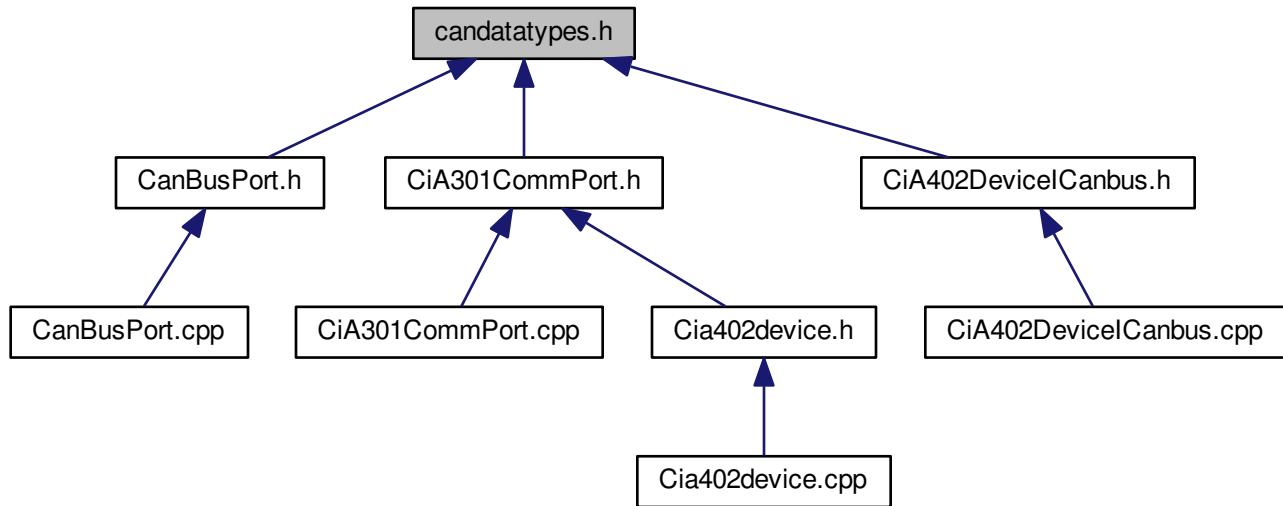 candatatypes.h
CanBusPort.h
CiA301CommPort.h
CiA402DeviceICanbus.h
CanBusPort.cpp
CiA301CommPort.cpp
Cia402device.h
CiA402DeviceICanbus.cpp
Cia402device.cpp